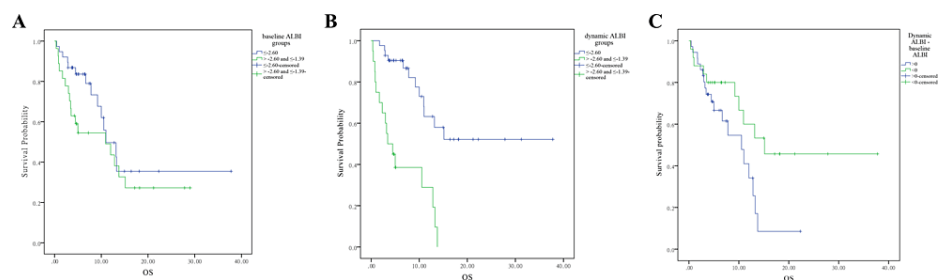 A
baseline ALBI
groups
≤-2.60
> -2.60 and ≤-1.39
≤-2.60-censored
> -2.60 and ≤-1.39-
censored
Survival Probability
1.0
0.8
0.6
0.4
0.2
0.0
.00
10.00
20.00
30.00
40.00
OS
B
dynamic ALBI
groups
≤-2.60
> -2.60 and ≤-1.39
≤-2.60-censored
> -2.60 and ≤-1.39-
censored
Survival Probability
1.0
0.8
0.6
0.4
0.2
0.0
.00
10.00
20.00
30.00
40.00
OS
C
Dynamic
ALBI -
baseline
ALBI
Survival probability
1.0
0.8
0.6
0.4
0.2
0.0
.00
10.00
20.00
30.00
40.00
OS